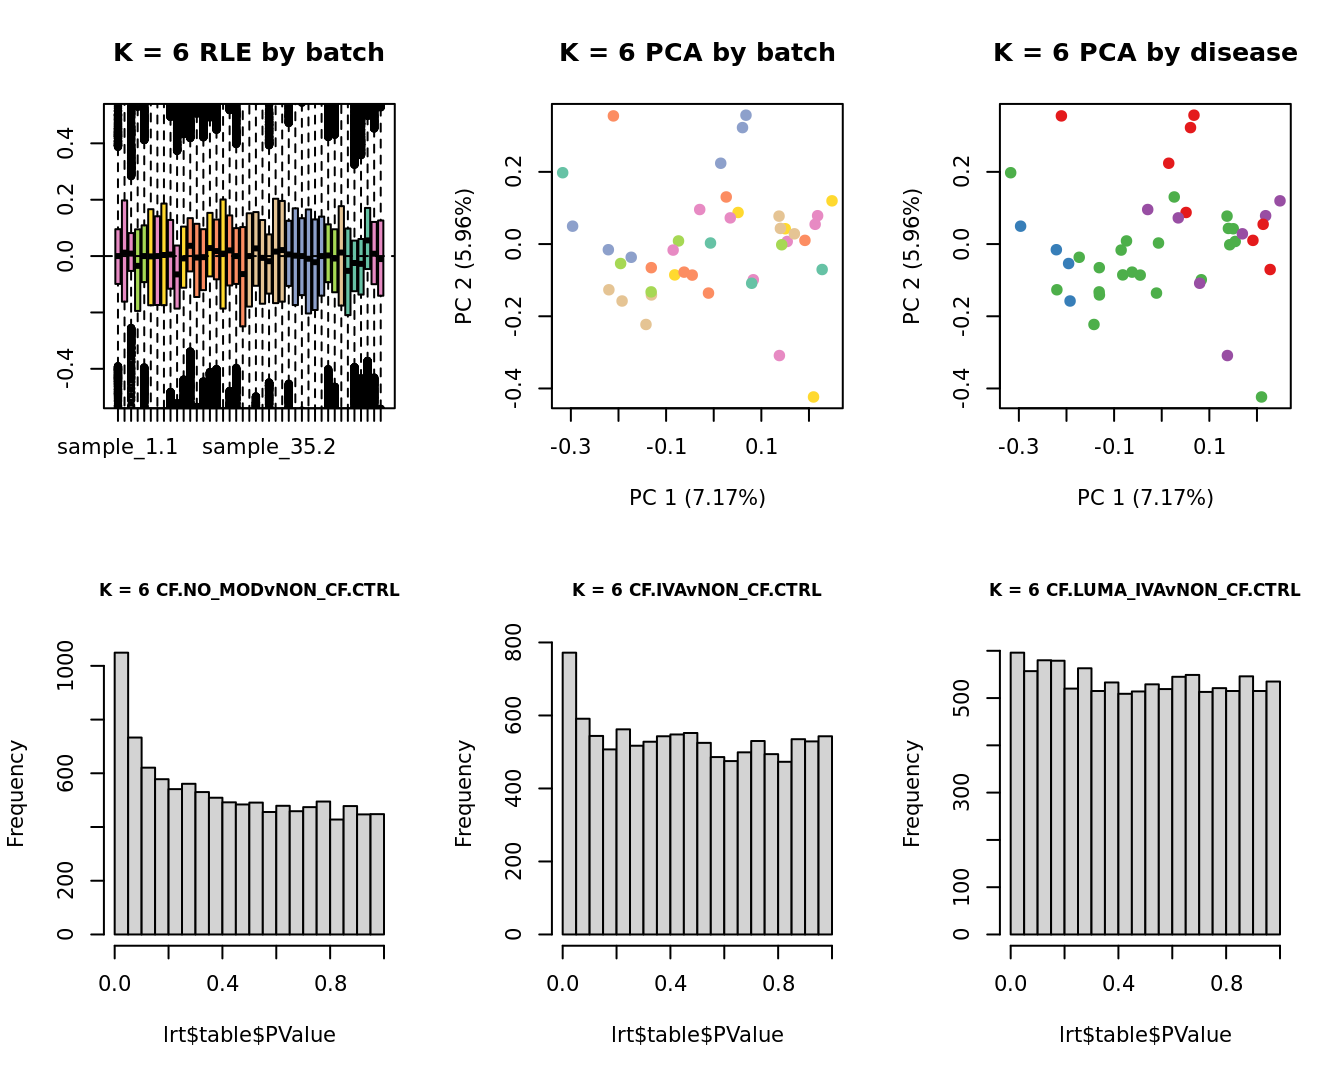 K = 6 RLE by batch
0.4
0.2
0.0
-0.4
sample_1.1 sample_35.2
K = 6 PCA by batch
PC 2 (5.96%)
0.2
0.0
-0.2
-0.4
-0.3 -0.1 0.1
PC 1 (7.17%)
K = 6 PCA by disease
PC 2 (5.96%)
0.2
0.0
-0.2
-0.4
-0.3 -0.1 0.1
PC 1 (7.17%)
K = 6 CF.NO_MODvNON_CF.CTRL
Frequency
1000
600
200
0
0.0 0.4 0.8
lrt$table$PValue
K = 6 CF.IVAvNON_CF.CTRL
Frequency
800
600
400
200
0
0.0 0.4 0.8
lrt$table$PValue
K = 6 CF.LUMA_IVAvNON_CF.CTRL
Frequency
500
300
100
0
0.0 0.4 0.8
lrt$table$PValue